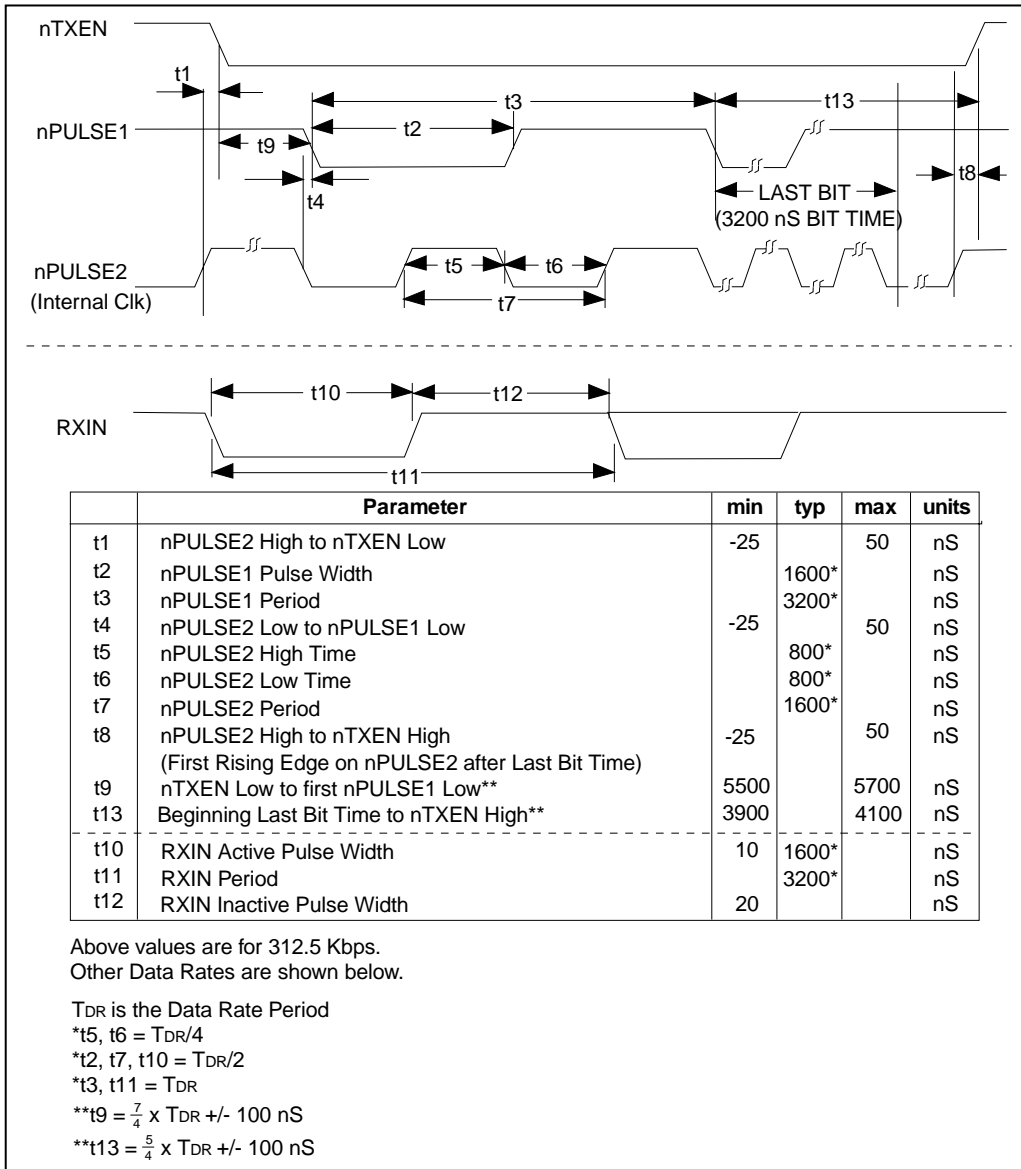 nTXEN
t1
t3
t13
nPULSE1
t2
t9
t8
t4
LAST BIT
(3200 nS BIT TIME)
nPULSE2
(Internal Clk)
t5
t6
t7
t10
t12
RXIN
t11
Parameter min typ max units
t1 nPULSE2 High to nTXEN Low -25 50 nS
t2 nPULSE1 Pulse Width 1600* nS
t3 nPULSE1 Period 3200* nS
t4 nPULSE2 Low to nPULSE1 Low -25 50 nS
t5 nPULSE2 High Time 800* nS
t6 nPULSE2 Low Time 800* nS
t7 nPULSE2 Period 1600* nS
t8 nPULSE2 High to nTXEN High -25 50 nS
(First Rising Edge on nPULSE2 after Last Bit Time)
t9 nTXEN Low to first nPULSE1 Low** 5500 5700 nS
t13 Beginning Last Bit Time to nTXEN High** 3900 4100 nS
t10 RXIN Active Pulse Width 10 1600* nS
t11 RXIN Period 3200* nS
t12 RXIN Inactive Pulse Width 20 nS
Above values are for 312.5 Kbps.
Other Data Rates are shown below.
TDR is the Data Rate Period
*t5, t6 = TDR/4
*t2, t7, t10 = TDR/2
*t3, t11 = TDR
**t9 = 7/4 x TDR +/- 100 nS
**t13 = 5/4 x TDR +/- 100 nS